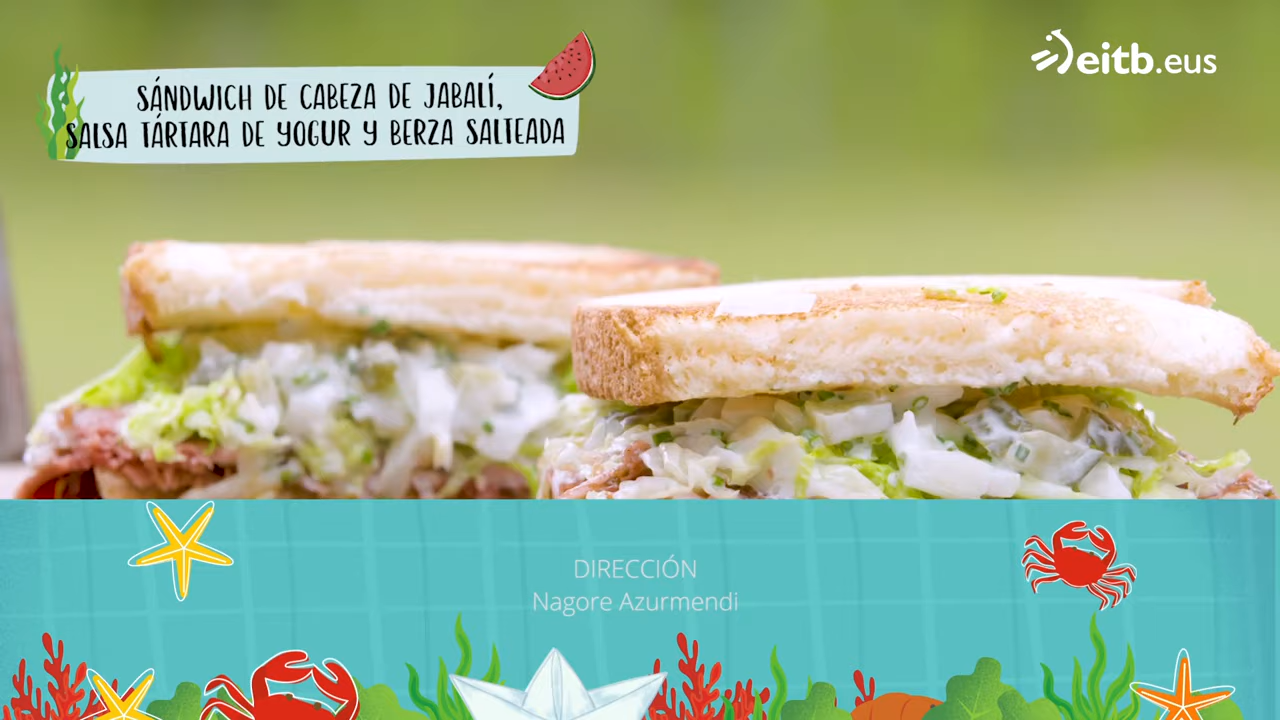 eitb.eus
SÁNDWICH DE CABEZA DE JABALÍ,
SALSA TÁRTARA DE YOGUR Y BERZA SALTEADA
DIRECCIÓN
Nagore Azurmendi